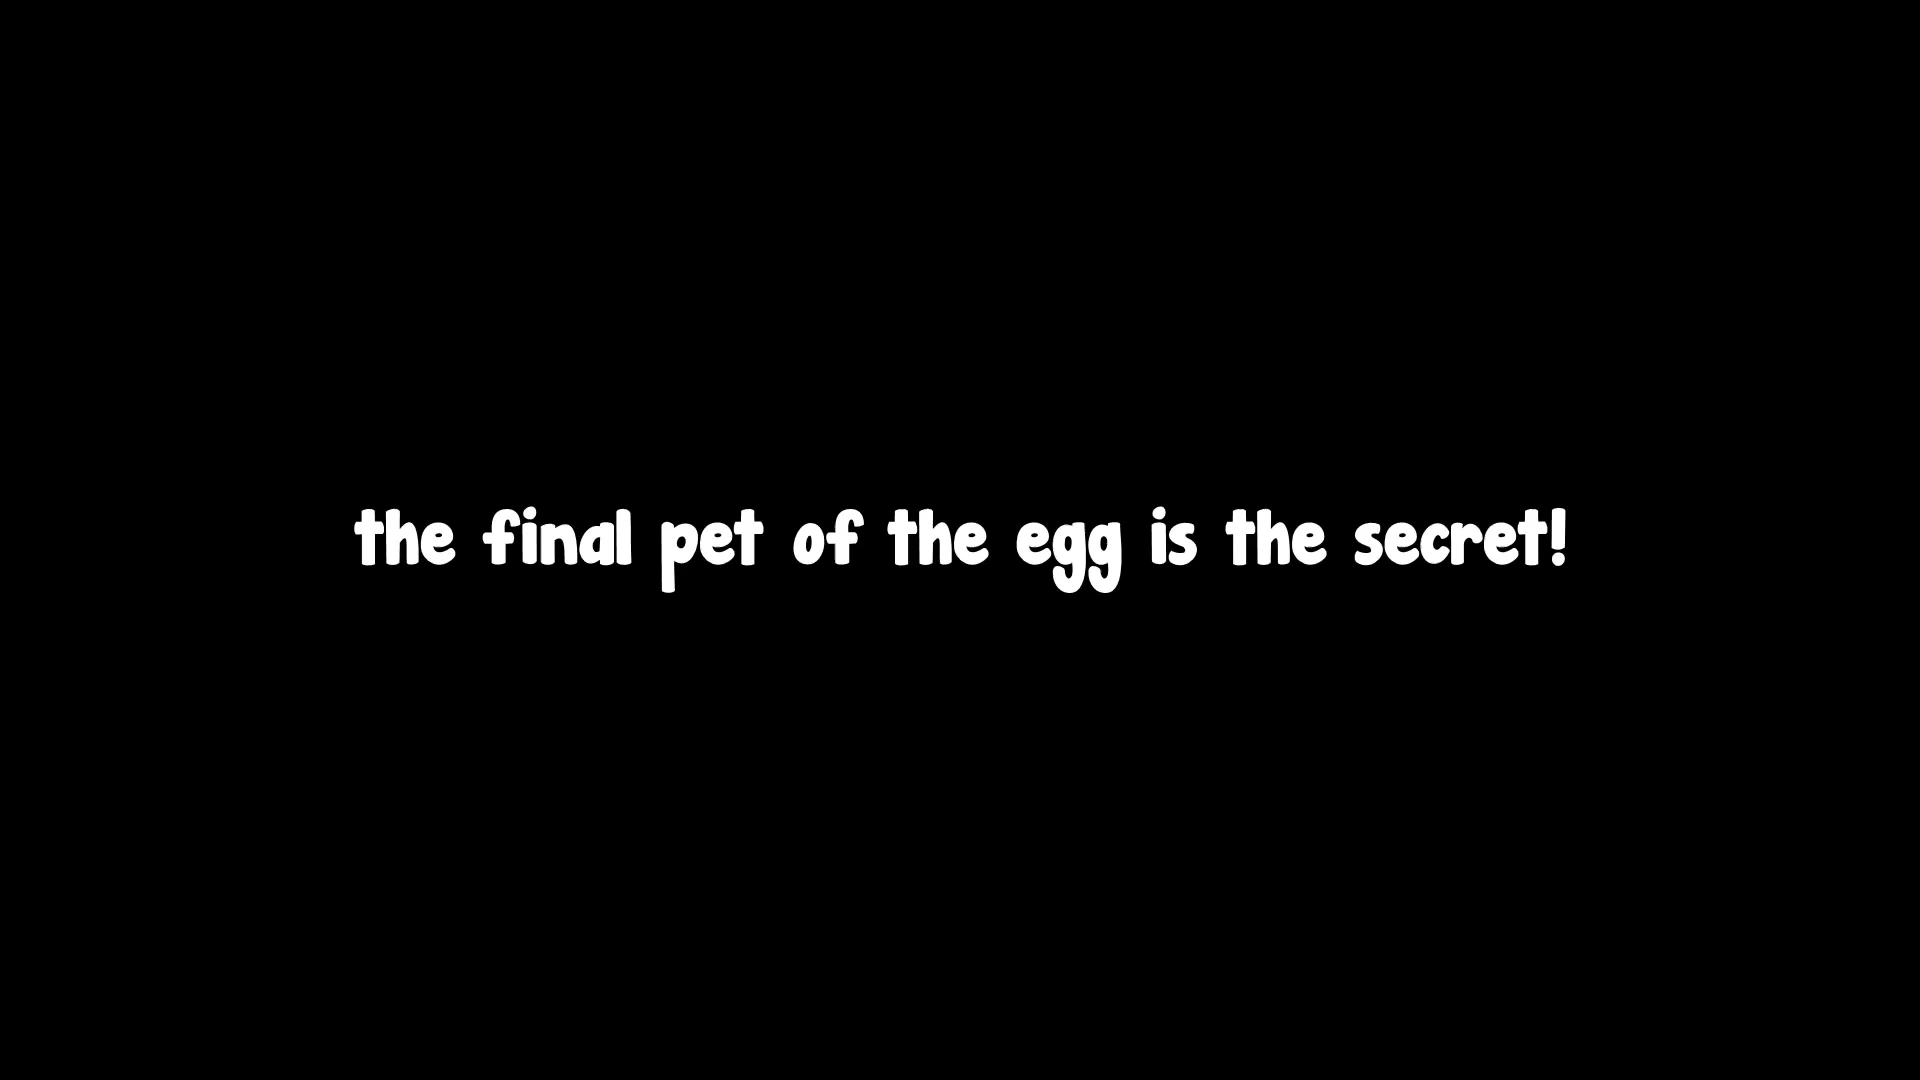 the final pet of the egg is the secret!